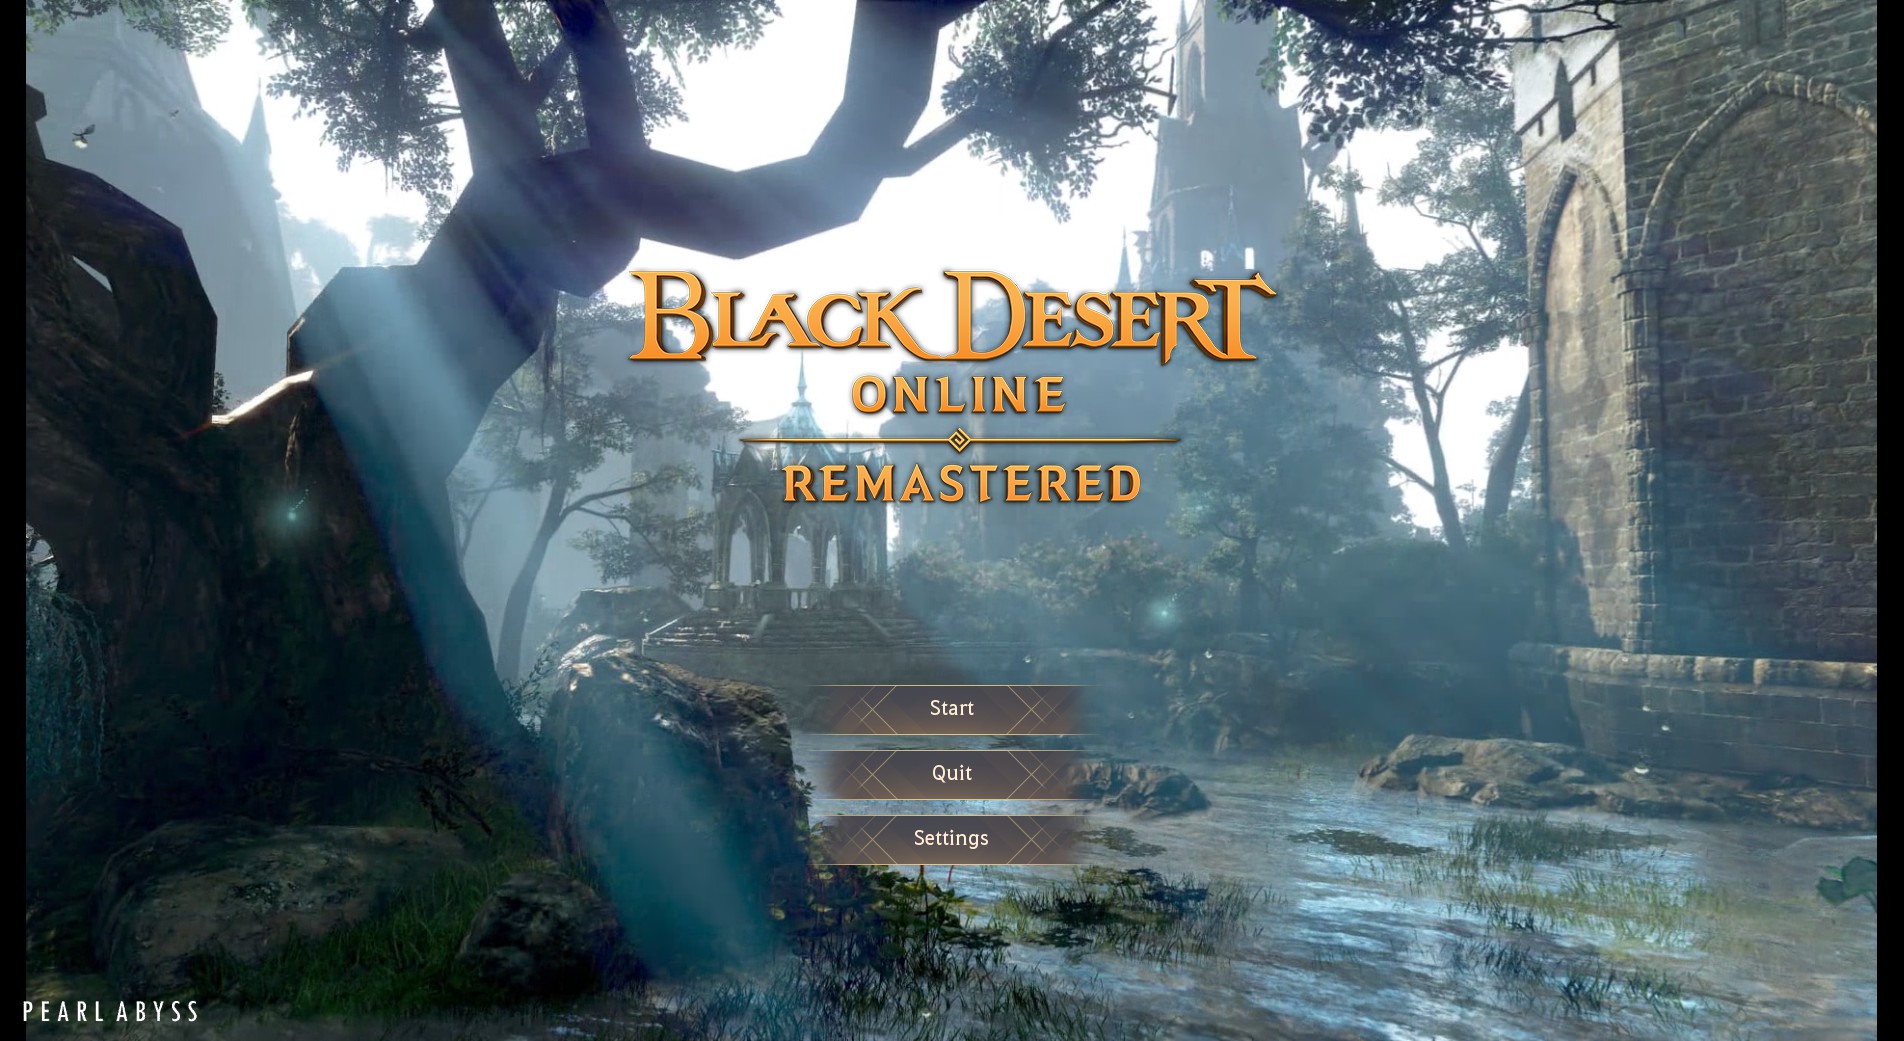 BLACK DESERT
ONLINE
REMASTERED
Start
Quit
Settings
PEARL ABYSS